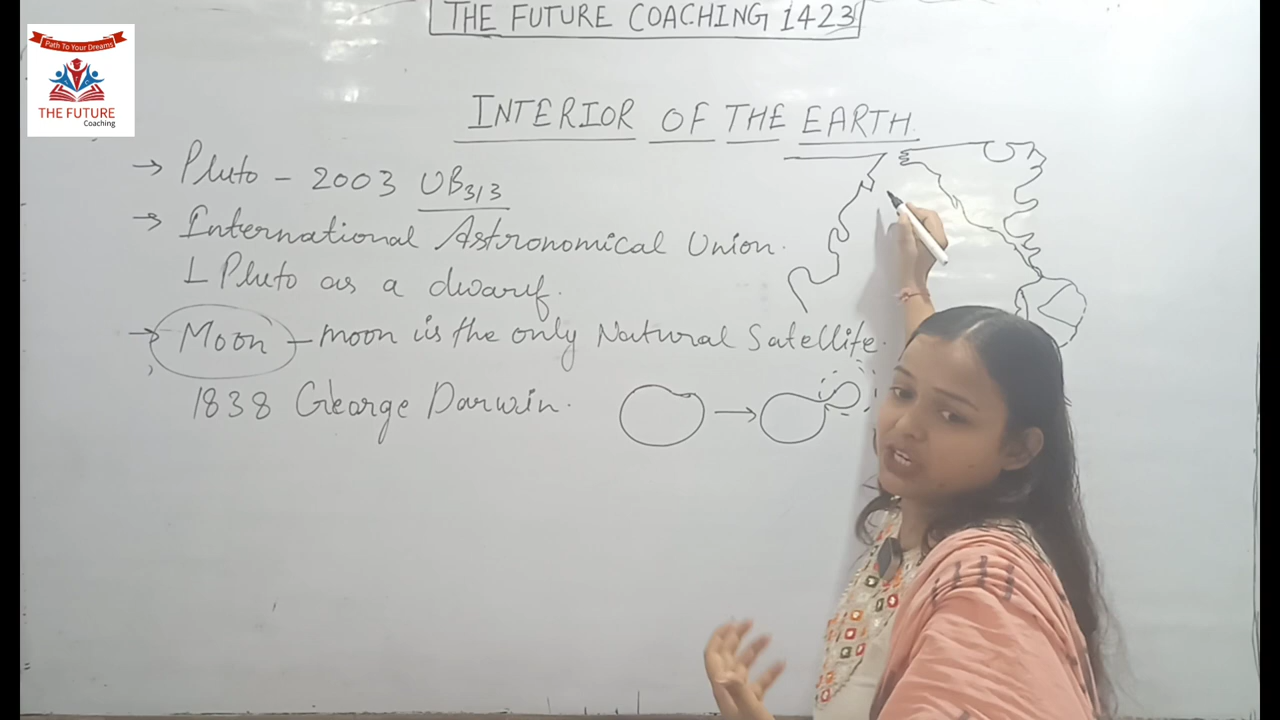 THE FUTURE COACHING 1423
Path To Your Dreams
THE FUTURE
Coaching
INTERIOR OF THE EARTH
→ Pluto - 2003 UB313
→ International Astronomical Union.
Pluto as a dwarf.
→ Moon - moon is the only Natural Satellite.
1838 George Darwin.